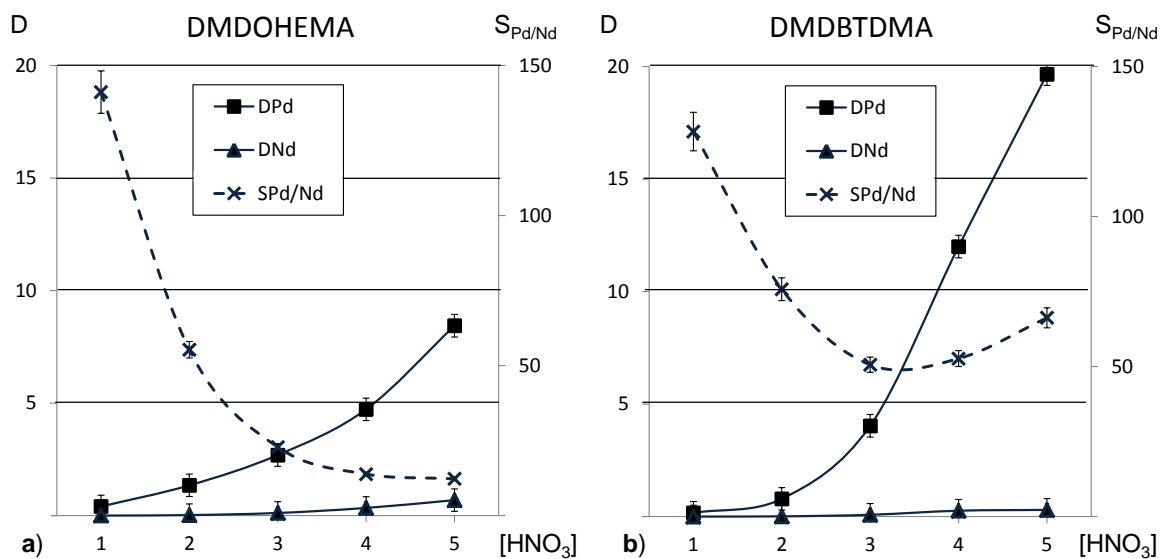 D
DMDOHEMA
S_Pd/Nd
20
15
10
5
150
100
50
DPd
DNd
SPd/Nd
1 2 3 4 5
a)
[HNO3]
D
DMDBTDMA
S_Pd/Nd
20
15
10
5
150
100
50
DPd
DNd
SPd/Nd
1 2 3 4 5
b)
[HNO3]